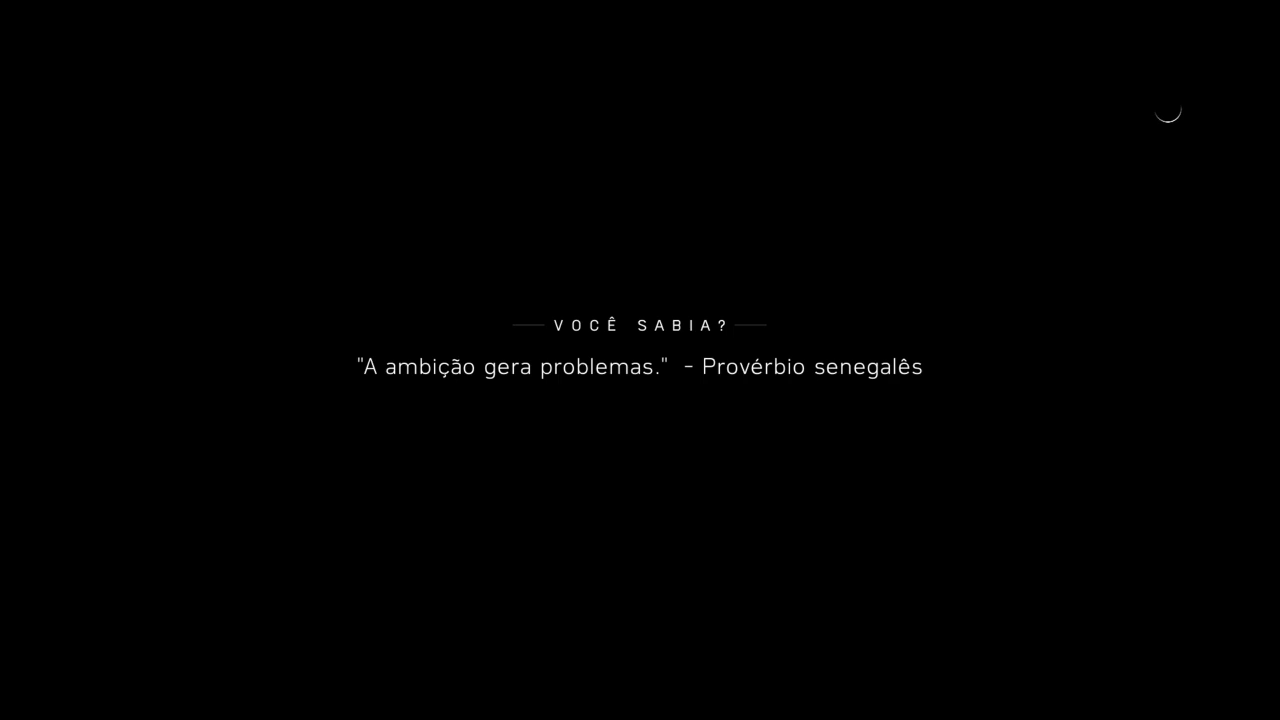 VOCÊ SABIA?
"A ambição gera problemas." - Provérbio senegalês